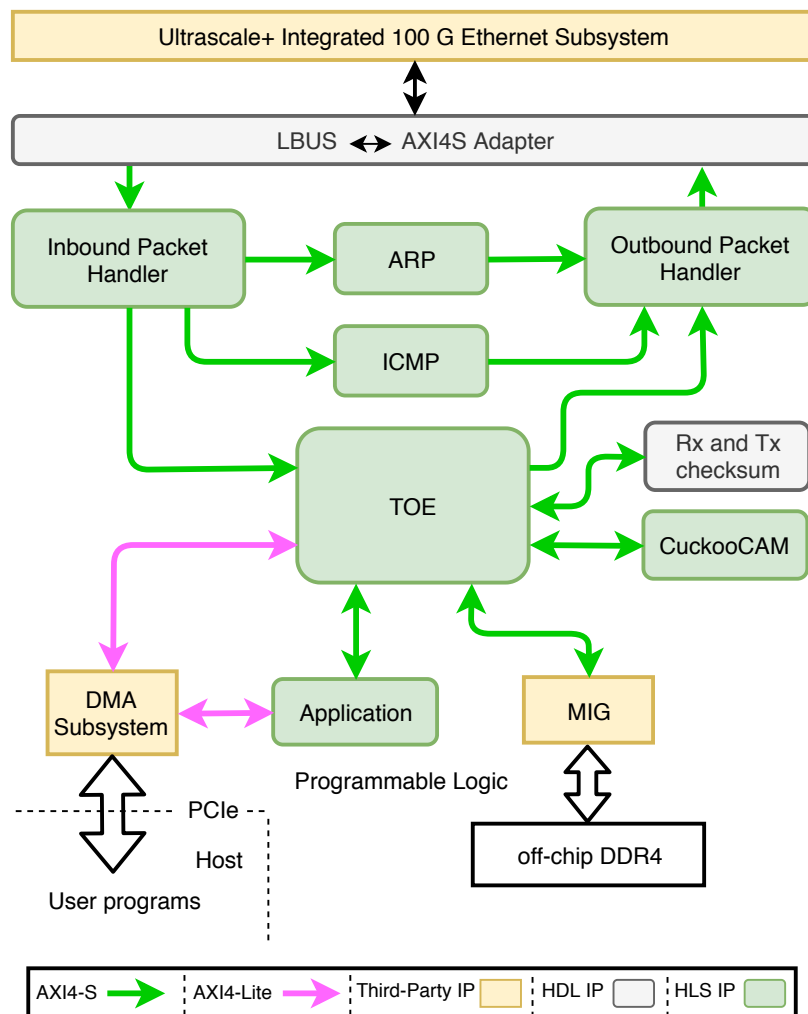 Ultrascale+ Integrated 100 G Ethernet Subsystem
LBUS AXI4S Adapter
Inbound Packet
Handler
ARP
Outbound Packet
Handler
ICMP
TOE
Rx and Tx
checksum
CuckooCAM
DMA
Subsystem
Application
MIG
Programmable Logic
PCIe
Host
off-chip DDR4
User programs
AXI4-S
AXI4-Lite
Third-Party IP
HDL IP
HLS IP